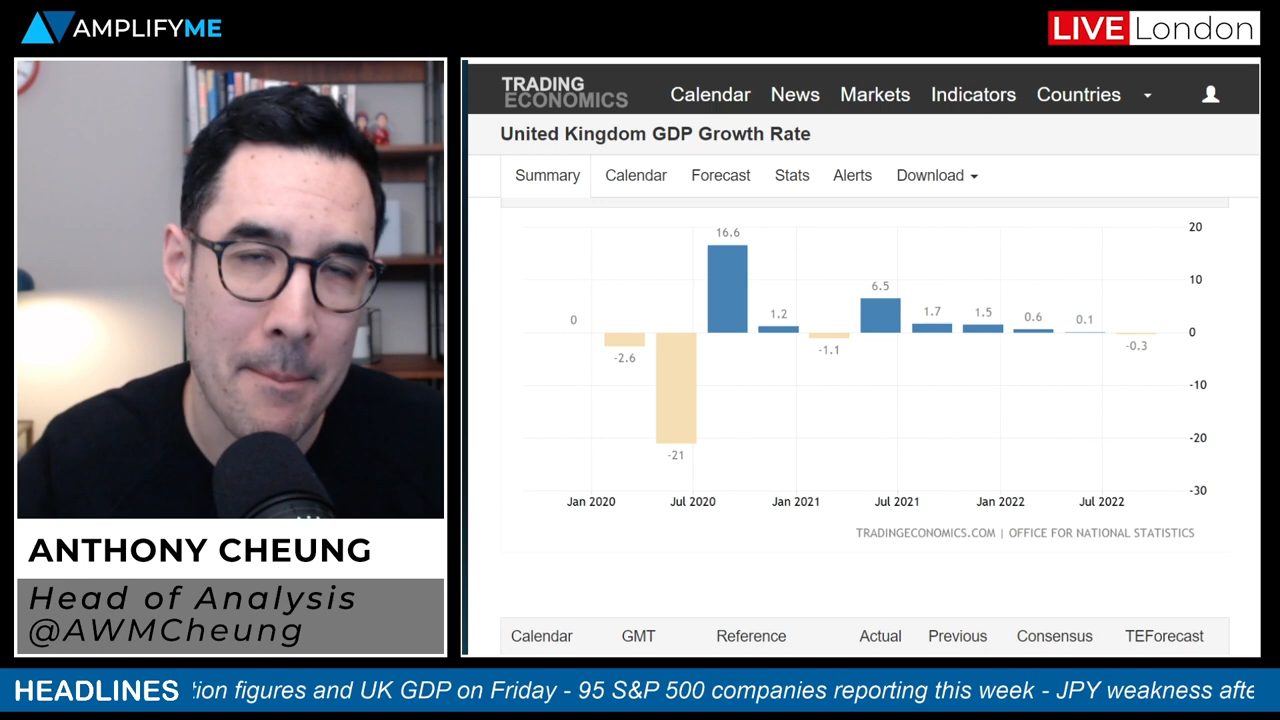 AMPLIFYME
LIVE London
TRADING
ECONOMICS
Calendar News Markets Indicators Countries
United Kingdom GDP Growth Rate
Summary Calendar Forecast Stats Alerts Download
20
10
0
-10
-20
-30
0
-2.6
-21
16.6
1.2
-1.1
6.5
1.7
1.5
0.6
0.1
-0.3
Jan 2020 Jul 2020 Jan 2021 Jul 2021 Jan 2022 Jul 2022
TRADINGECONOMICS.COM | OFFICE FOR NATIONAL STATISTICS
Calendar GMT Reference Actual Previous Consensus TEForecast
ANTHONY CHEUNG
Head of Analysis
@AWMCheung
HEADLINES tion figures and UK GDP on Friday - 95 S&P 500 companies reporting this week - JPY weakness afte